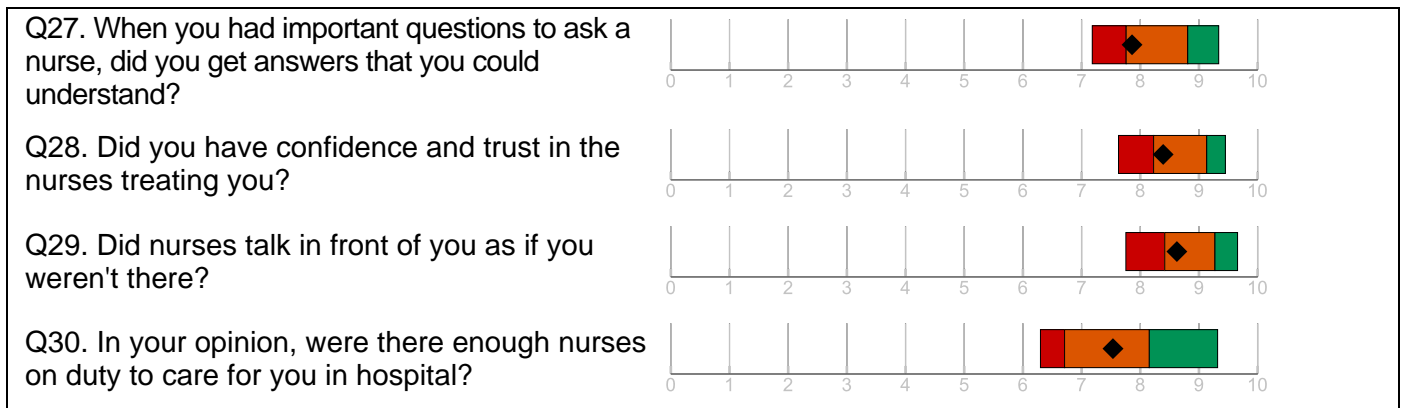 Q27. When you had important questions to ask a
nurse, did you get answers that you could
understand?
0 1 2 3 4 5 6 7 8 9 10
Q28. Did you have confidence and trust in the
nurses treating you?
0 1 2 3 4 5 6 7 8 9 10
Q29. Did nurses talk in front of you as if you
weren't there?
0 1 2 3 4 5 6 7 8 9 10
Q30. In your opinion, were there enough nurses
on duty to care for you in hospital?
0 1 2 3 4 5 6 7 8 9 10